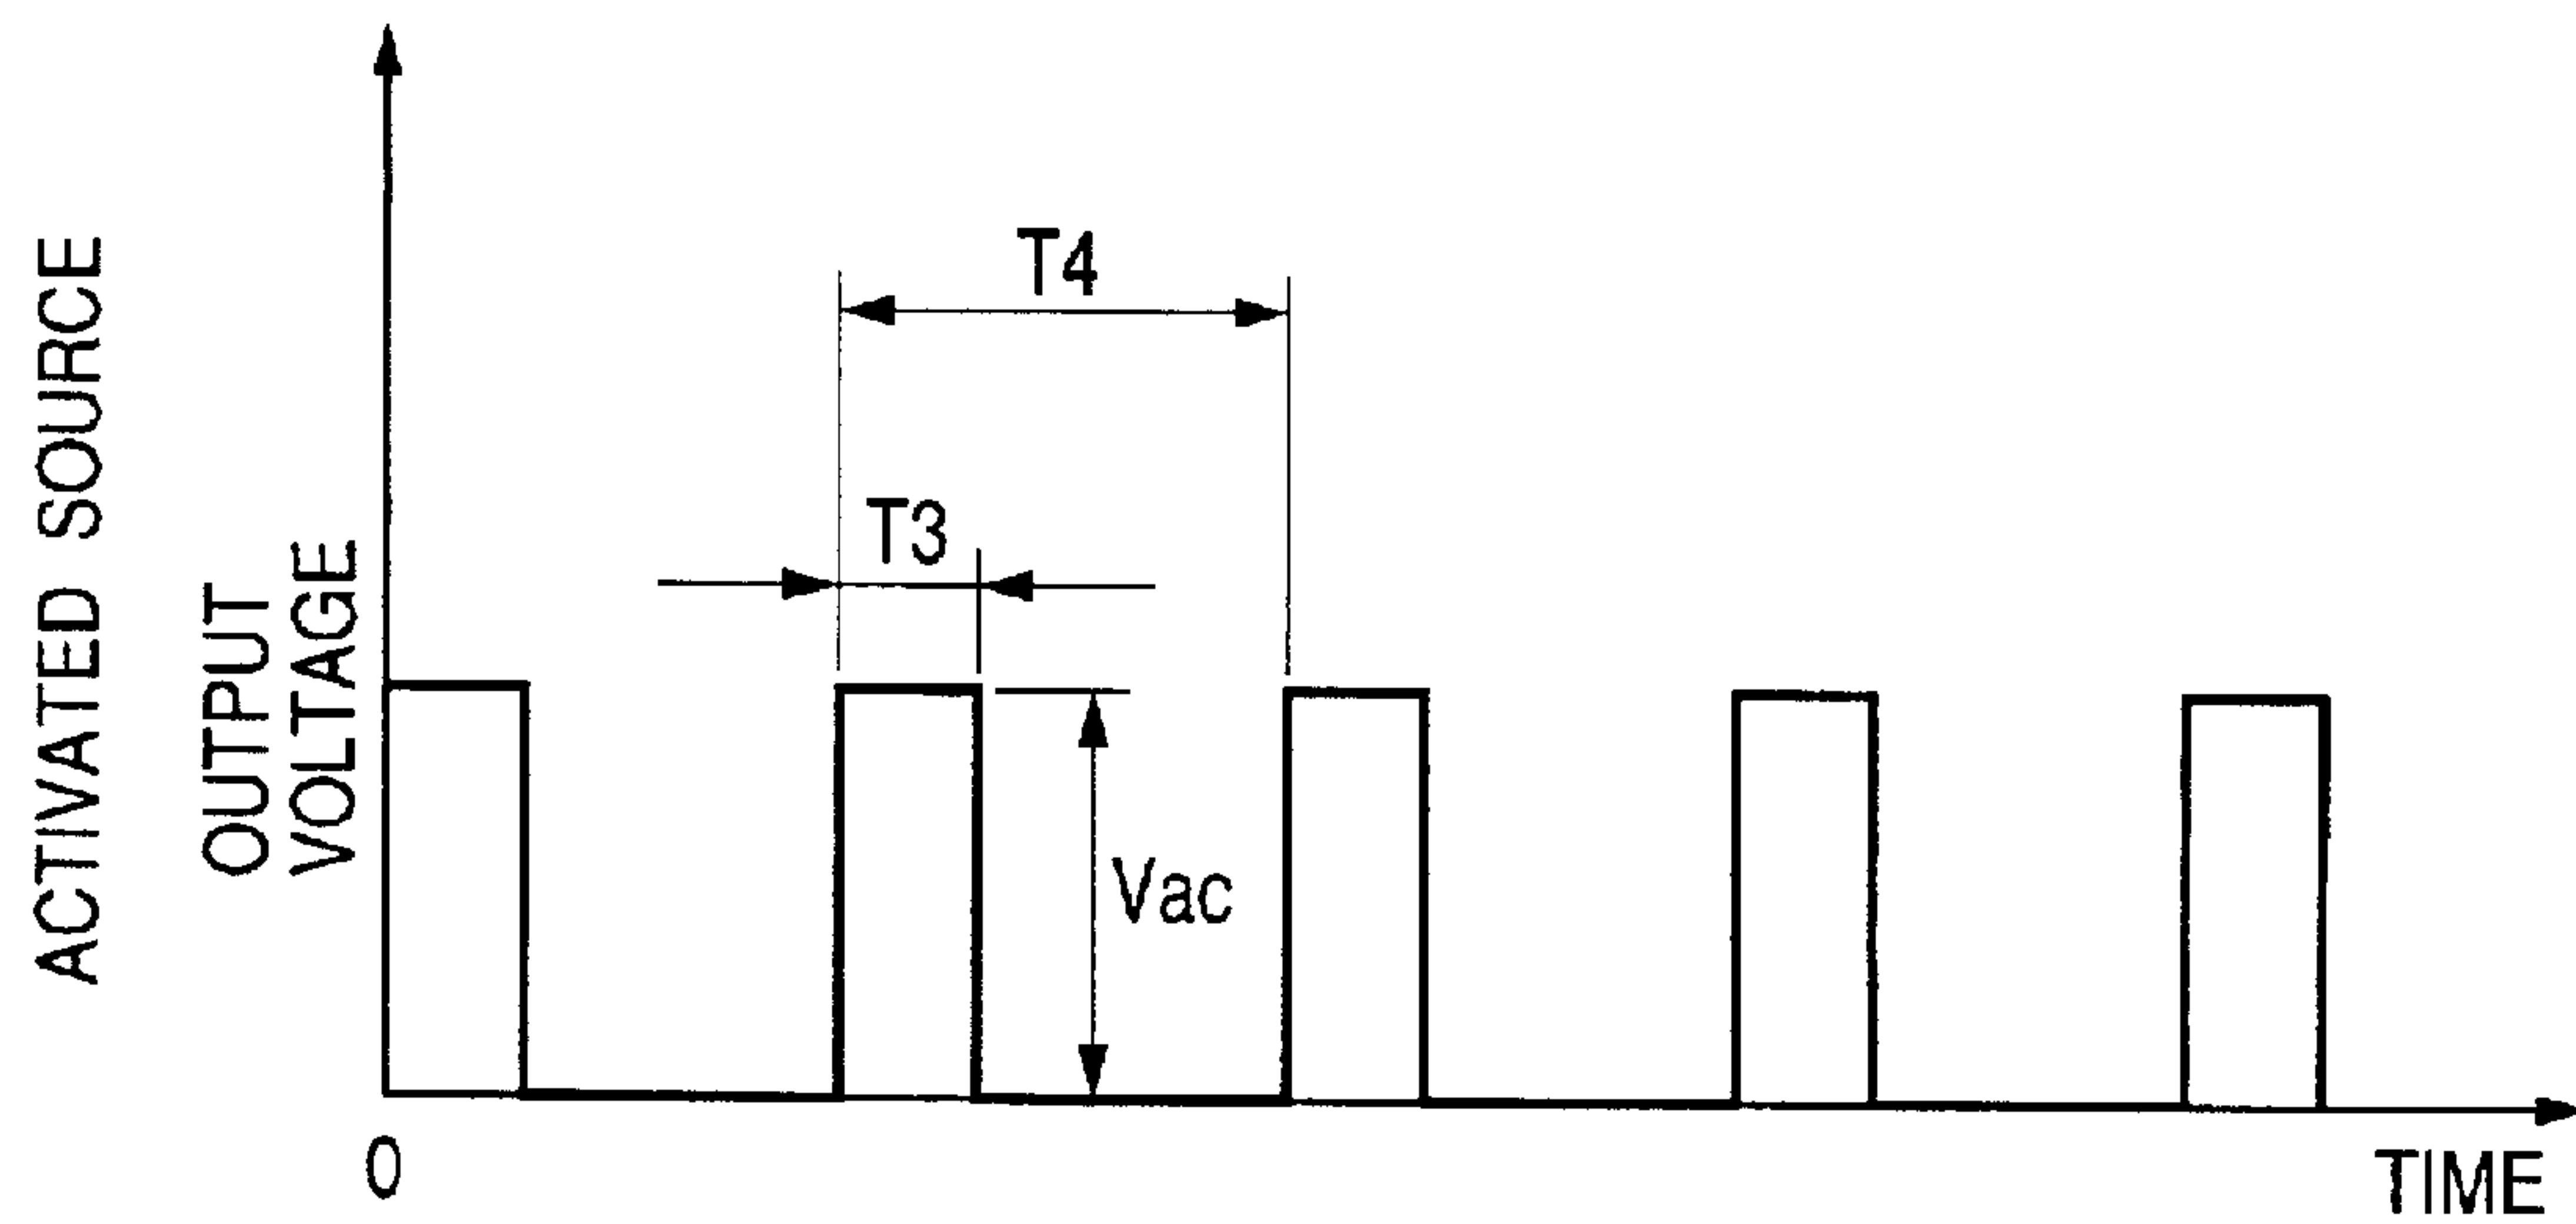 ACTIVATED SOURCE
OUTPUT
VOLTAGE
T4
T3
Vac
0
TIME